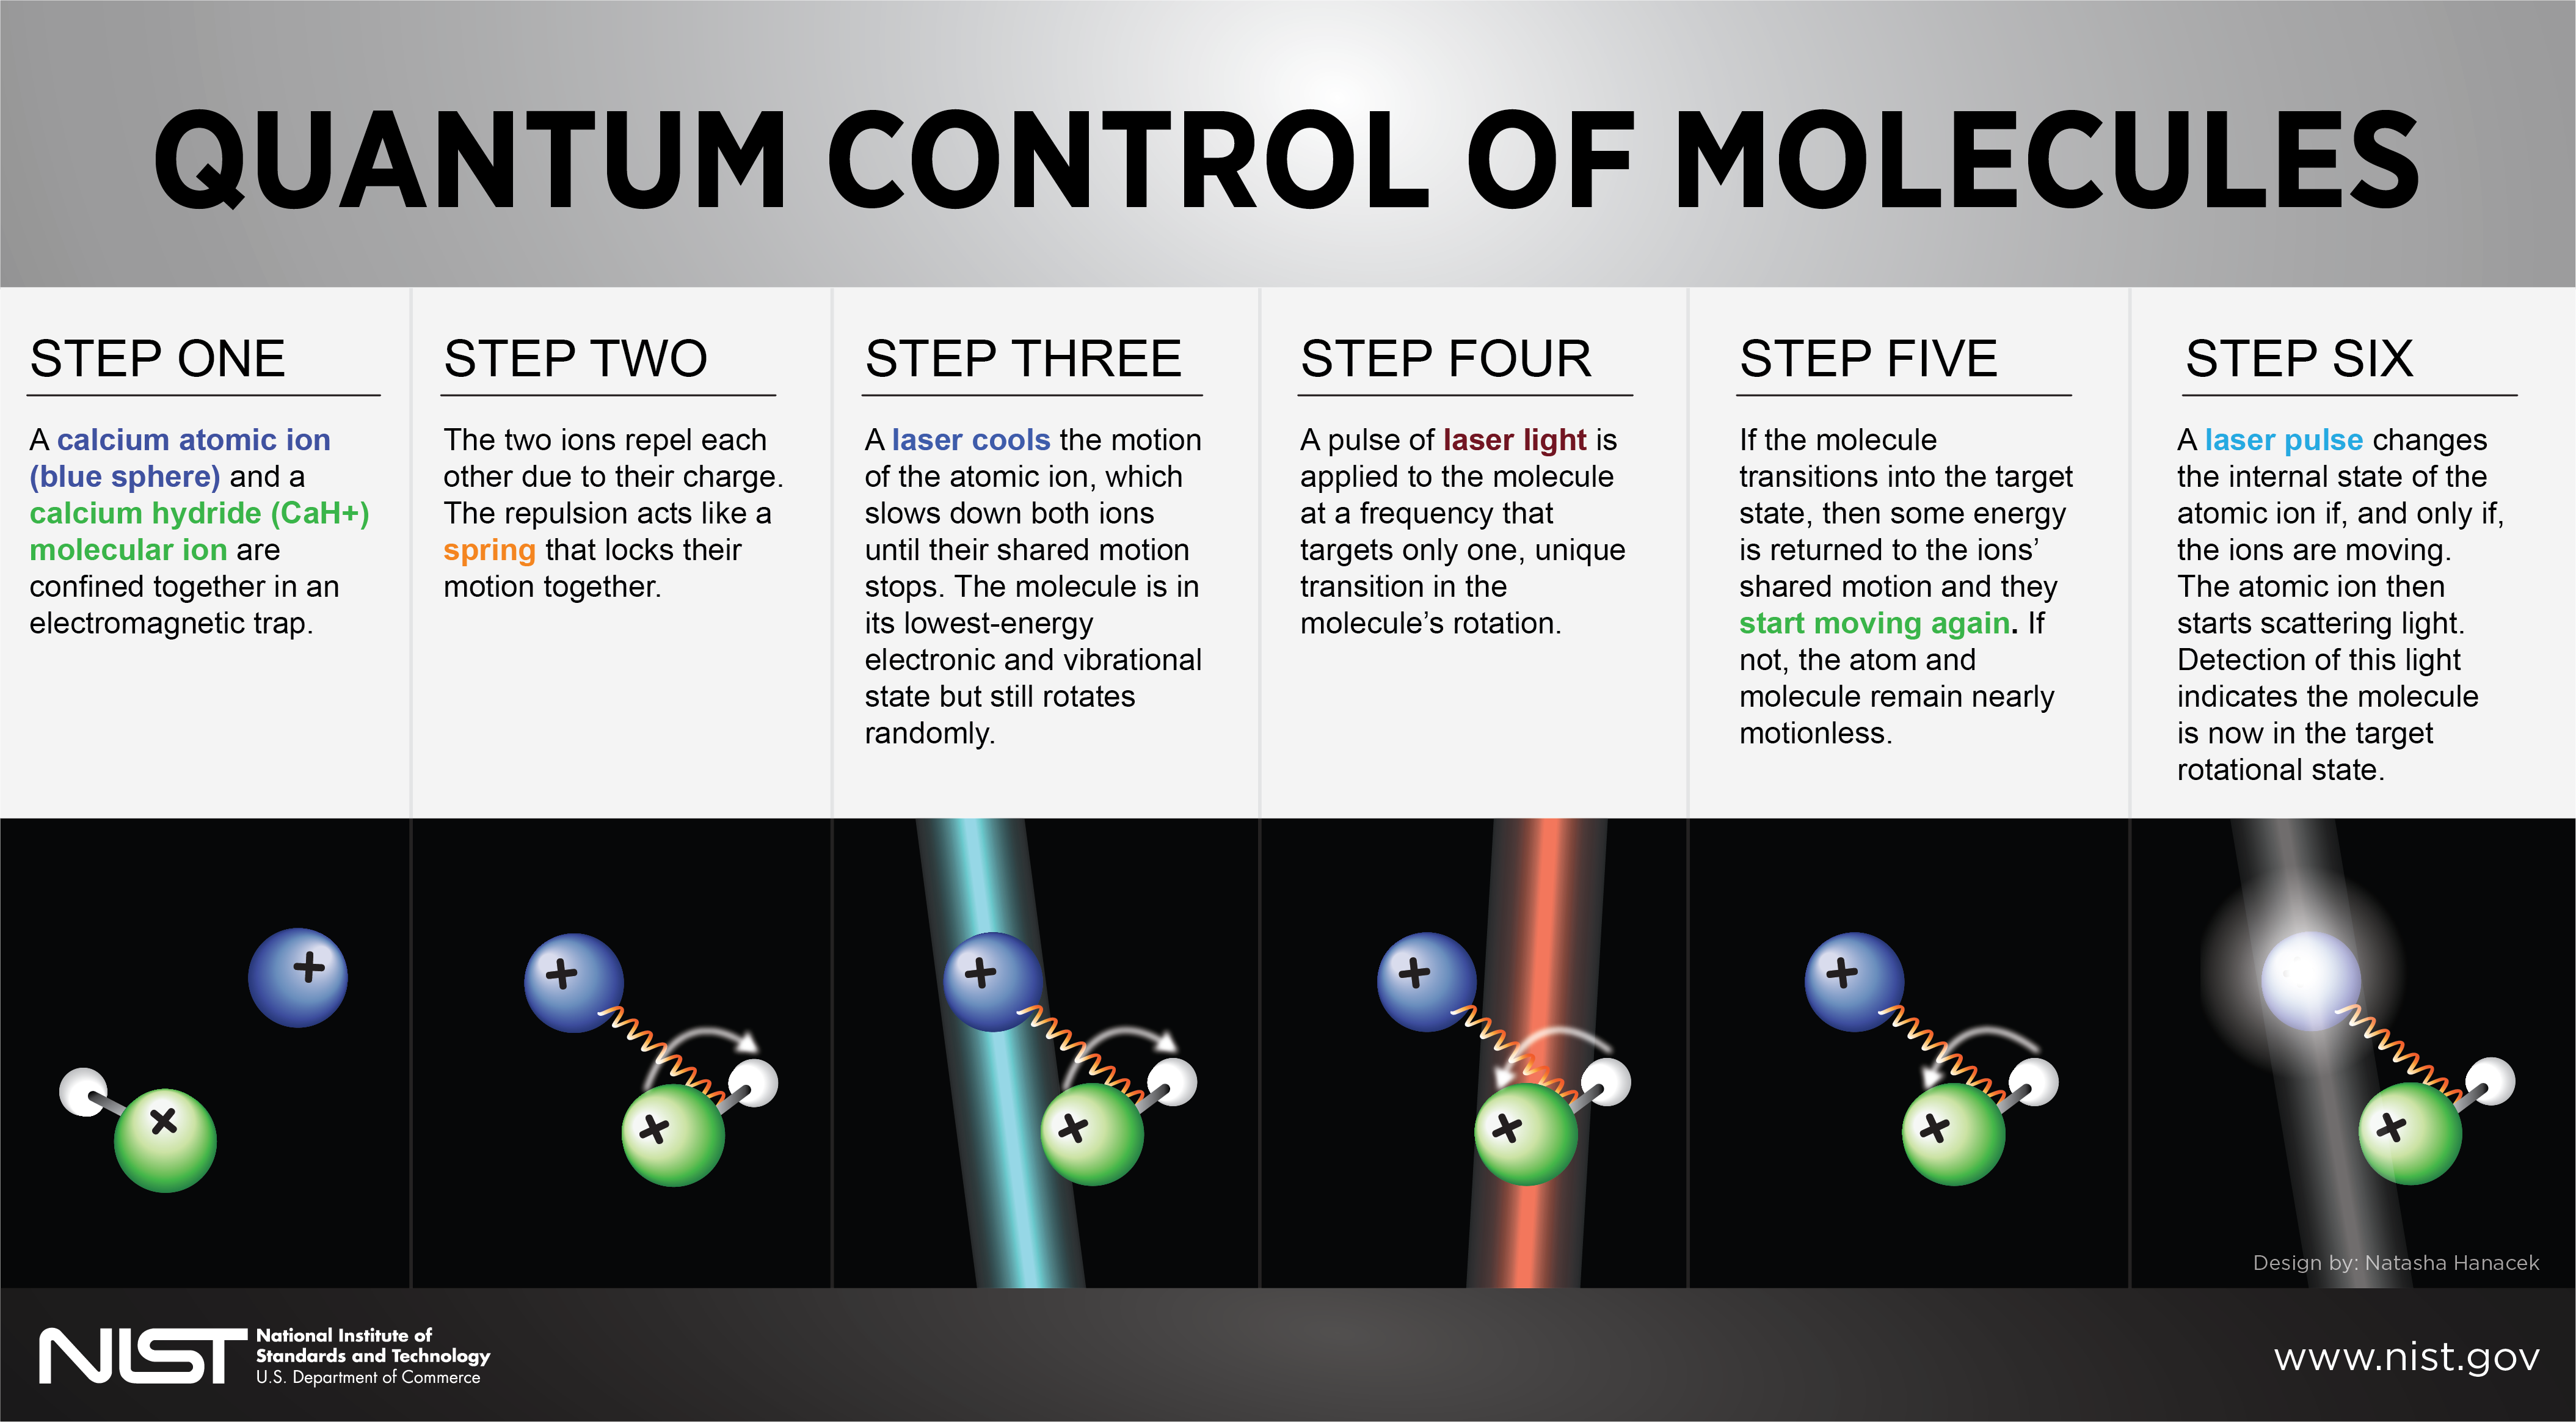 QUANTUM CONTROL OF MOLECULES
STEP ONE
A calcium atomic ion
(blue sphere) and a
calcium hydride (CaH+)
molecular ion are
confined together in an
electromagnetic trap.
STEP TWO
The two ions repel each
other due to their charge.
The repulsion acts like a
spring that locks their
motion together.
STEP THREE
A laser cools the motion
of the atomic ion, which
slows down both ions
until their shared motion
stops. The molecule is in
its lowest-energy
electronic and vibrational
state but still rotates
randomly.
STEP FOUR
A pulse of laser light is
applied to the molecule
at a frequency that
targets only one, unique
transition in the
molecule’s rotation.
STEP FIVE
If the molecule
transitions into the target
state, then some energy
is returned to the ions’
shared motion and they
start moving again. If
not, the atom and
molecule remain nearly
motionless.
STEP SIX
A laser pulse changes
the internal state of the
atomic ion if, and only if,
the ions are moving.
The atomic ion then
starts scattering light.
Detection of this light
indicates the molecule
is now in the target
rotational state.
+
+
+
+
+
+
+
+
+
+
+
Design by: Natasha Hanacek
NIST
National Institute of
Standards and Technology
U.S. Department of Commerce
www.nist.gov